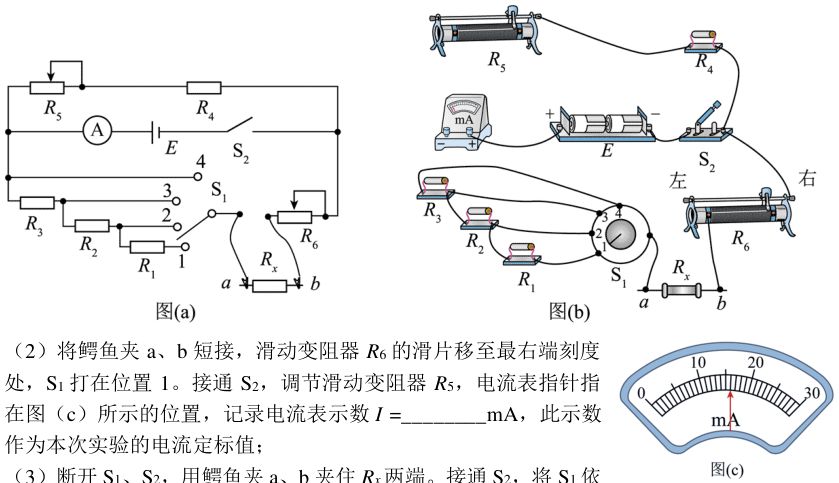 R5
R4
A
E
S2
4
3
S1
2
R3
R2
R1
1
R6
Rx
a
b
图(a)
R5
R4
mA
− +
+ −
E
S2
左 右
R3
R2
R1
3 4
2
1
S1
R6
Rx
a b
图(b)
（2）将鳄鱼夹 a、b 短接，滑动变阻器 R6 的滑片移至最右端刻度
处，S1 打在位置 1。接通 S2，调节滑动变阻器 R5，电流表指针指
在图（c）所示的位置，记录电流表示数 I =________mA，此示数
作为本次实验的电流定标值；
（3）断开 S1、S2，用鳄鱼夹 a、b 夹住 Rx 两端。接通 S2，将 S1 依
0 10 20 30
mA
图(c)